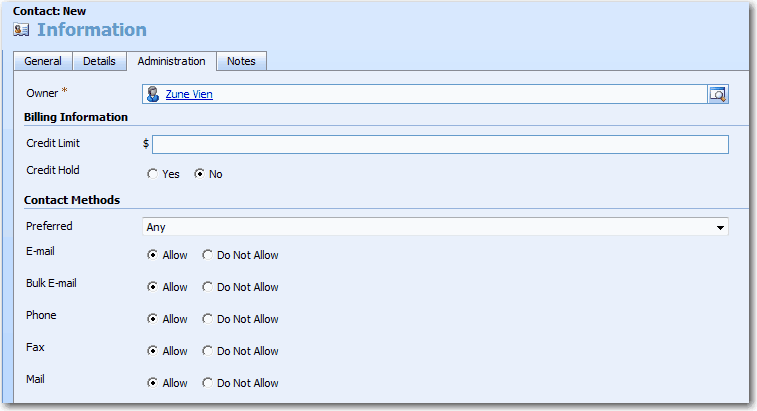 Contact: New
Information
General Details Administration Notes
Owner * Zune Vien
Billing Information
Credit Limit $
Credit Hold Yes No
Contact Methods
Preferred Any
E-mail Allow Do Not Allow
Bulk E-mail Allow Do Not Allow
Phone Allow Do Not Allow
Fax Allow Do Not Allow
Mail Allow Do Not Allow